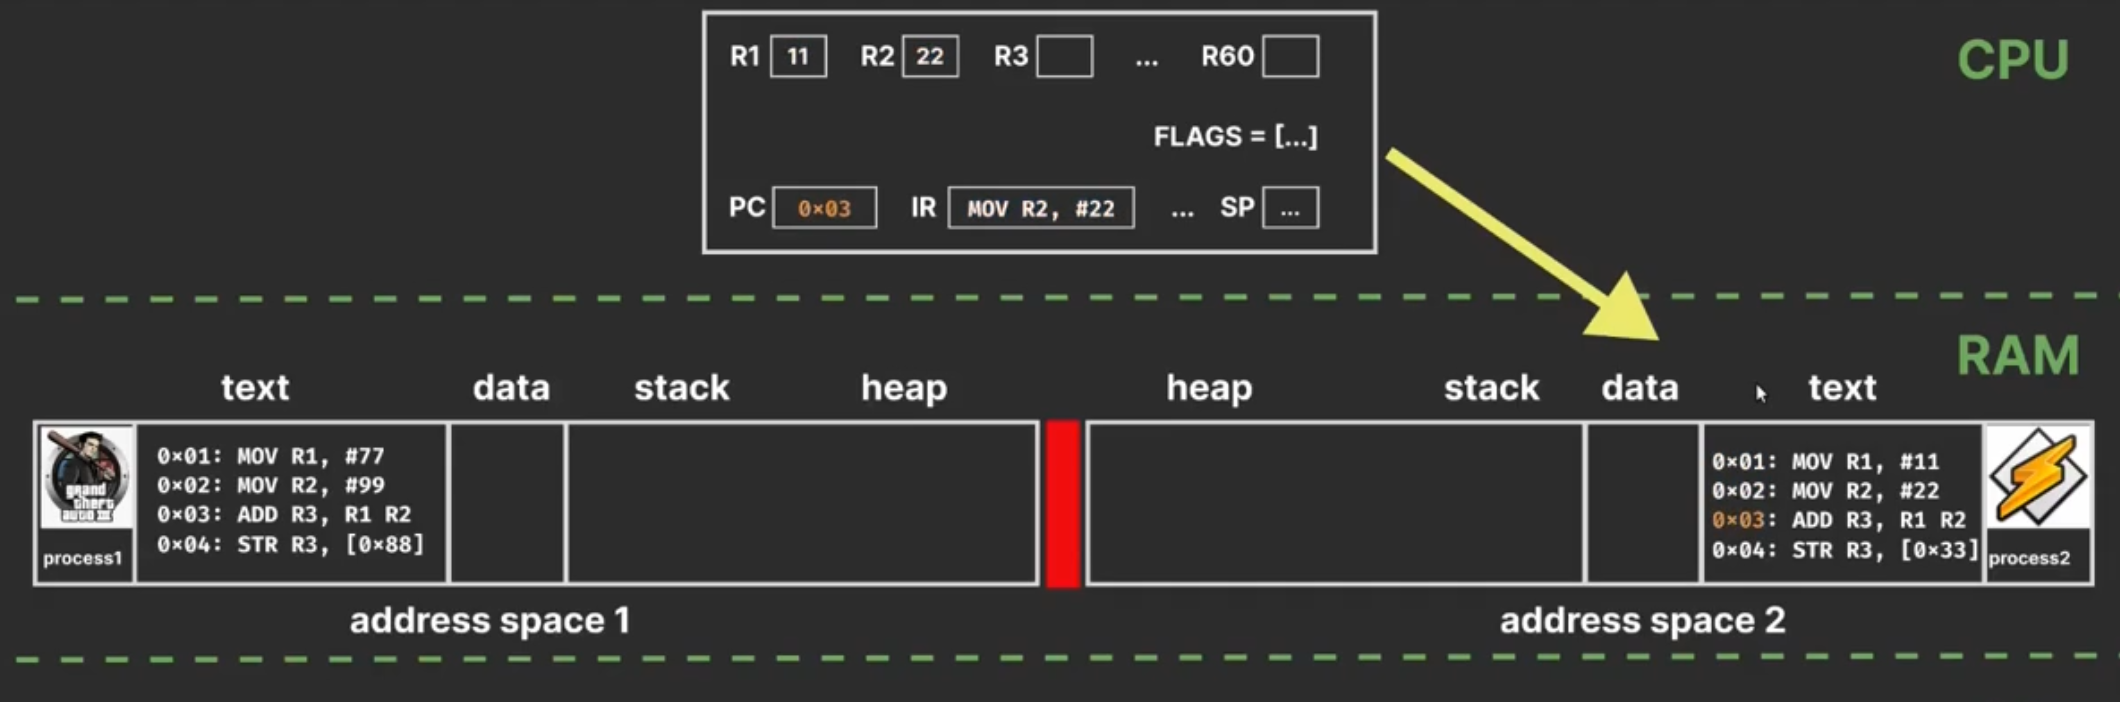 R1 11 R2 22 R3 ... R60
CPU
FLAGS = [...]
PC 0×03 IR MOV R2, #22 ... SP ...
RAM
text data stack heap heap stack data text
grand
theft
auto III
process1
0×01: MOV R1, #77
0×02: MOV R2, #99
0×03: ADD R3, R1 R2
0×04: STR R3, [0×88]
0×01: MOV R1, #11
0×02: MOV R2, #22
0×03: ADD R3, R1 R2
0×04: STR R3, [0×33]
process2
address space 1 address space 2